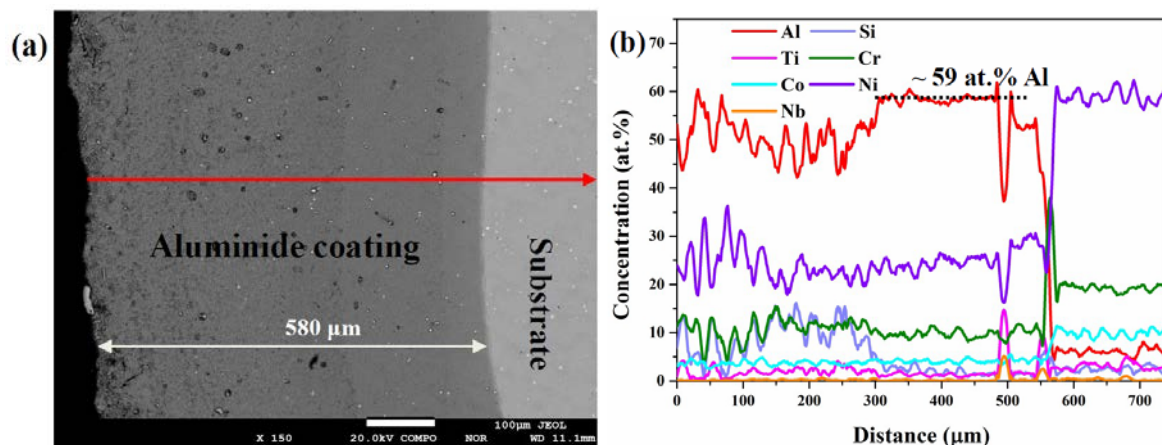 (a)
Aluminide coating
Substrate
580 μm
100μm JEOL
X 150 20.0kV COMPO NOR WD 11.1mm
(b)
Al Si
Ti Cr
Co Ni
Nb
~ 59 at.% Al
Concentration (at.%)
70
60
50
40
30
20
10
0
0 100 200 300 400 500 600 700
Distance (μm)